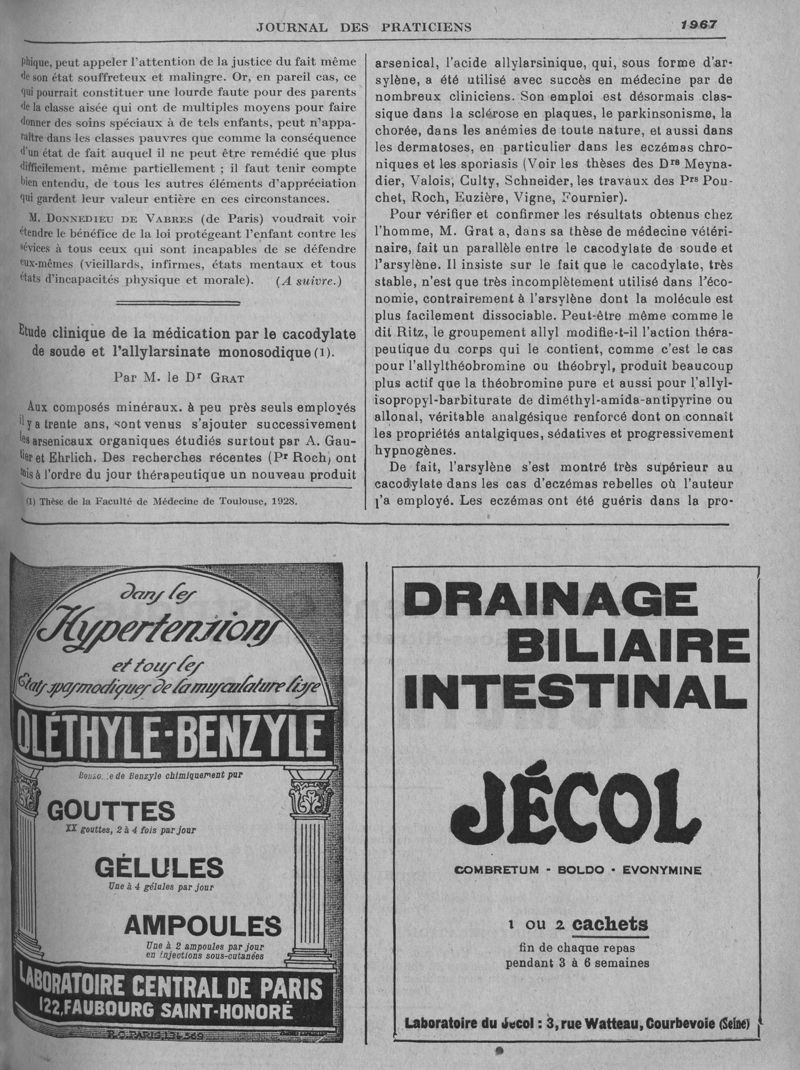 JOURNAL DES PRATICIENS
1967
phique, peut appeler l'attention de la justice du fait même
de son état souffreteux et malingre. Or, en pareil cas, ce
qui pourrait constituer une lourde faute pour des parents
de la classe aisée qui ont de multiples moyens pour faire
donner des soins spéciaux à de tels enfants, peut n'appa-
raître dans les classes pauvres que comme la conséquence
d'un état de fait auquel il ne peut être remédié que plus
difficilement, même partiellement ; il faut tenir compte
bien entendu, de tous les autres éléments d'appréciation
qui gardent leur valeur entière en ces circonstances.
M. DONNEDIEU DE VABRES (de Paris) voudrait voir
étendre le bénéfice de la loi protégeant l'enfant contre les
sévices à tous ceux qui sont incapables de se défendre
eux-mêmes (vieillards, infirmes, états mentaux et tous
états d'incapacités physique et morale). (A suivre.)
Etude clinique de la médication par le cacodylate
de soude et l'allylarsinate monosodique (1).
Par M. le Dr GRAT
Aux composés minéraux. à peu près seuls employés
il y a trente ans, sont venus s'ajouter successivement
les arsenicaux organiques étudiés surtout par A. Gau-
tier et Ehrlich. Des recherches récentes (Pr Roch) ont
mis à l'ordre du jour thérapeutique un nouveau produit
(1) Thèse de la Faculté de Médecine de Toulouse, 1928.
arsenical, l'acide allylarsinique, qui, sous forme d'ar-
sylène, a été utilisé avec succès en médecine par de
nombreux cliniciens. Son emploi est désormais clas-
sique dans la sclérose en plaques, le parkinsonisme, la
chorée, dans les anémies de toute nature, et aussi dans
les dermatoses, en particulier dans les eczémas chro-
niques et les sporiasis (Voir les thèses des Drs Meyna-
dier, Valois, Culty, Schneider, les travaux des Prs Pou-
chet, Roch, Euzière, Vigne, Fournier).
Pour vérifier et confirmer les résultats obtenus chez
l'homme, M. Grat a, dans sa thèse de médecine vétéri-
naire, fait un parallèle entre le cacodylate de soude et
l'arsylène. Il insiste sur le fait que le cacodylate, très
stable, n'est que très incomplètement utilisé dans l'éco-
nomie, contrairement à l'arsylène dont la molécule est
plus facilement dissociable. Peut-être même comme le
dit Ritz, le groupement allyl modifie-t-il l'action théra-
peutique du corps qui le contient, comme c'est le cas
pour l'allylthéobromine ou théobryl, produit beaucoup
plus actif que la théobromine pure et aussi pour l'allyl-
isopropyl-barbiturate de diméthyl-amida-antipyrine ou
allonal, véritable analgésique renforcé dont on connaît
les propriétés antalgiques, sédatives et progressivement
hypnogènes.
De fait, l'arsylène s'est montré très supérieur au
cacodylate dans les cas d'eczémas rebelles où l'auteur
l'a employé. Les eczémas ont été guéris dans la pro-
dans les
Hypertensions
et tous les
États spasmodiques de la musculature lisse
OLÉTHYLE-BENZYLE
de Benzyle chimiquement pur
GOUTTES
XX gouttes, 2 à 4 fois par jour
GÉLULES
Une à 4 gélules par jour
AMPOULES
Une à 2 ampoules par jour
en injections sous-cutanées
LABORATOIRE CENTRAL DE PARIS
122, FAUBOURG SAINT-HONORÉ
R.C. PARIS
DRAINAGE
BILIAIRE
INTESTINAL
JÉCOL
COMBRETUM - BOLDO - EVONYMINE
1 OU 2 cachets
fin de chaque repas
pendant 3 à 6 semaines
Laboratoire du Jécol : 3, rue Watteau, Courbevoie (Seine)